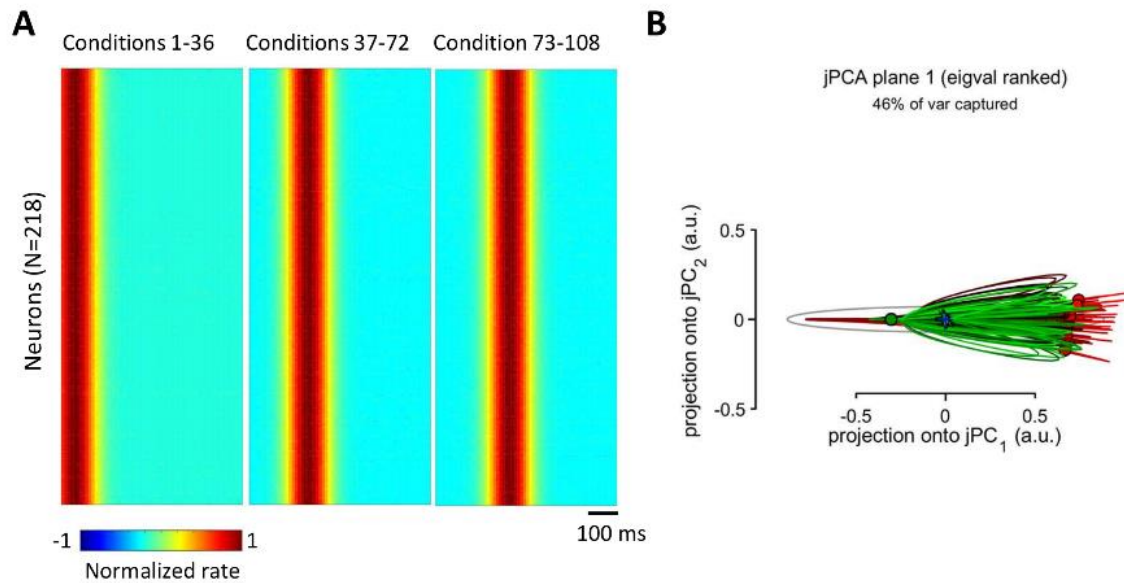 A
Conditions 1-36
Conditions 37-72
Condition 73-108
Neurons (N=218)
100 ms
-1
1
Normalized rate
B
jPCA plane 1 (eigval ranked)
46% of var captured
projection onto jPC2 (a.u.)
0.5
0
-0.5
-0.5
0
0.5
projection onto jPC1 (a.u.)